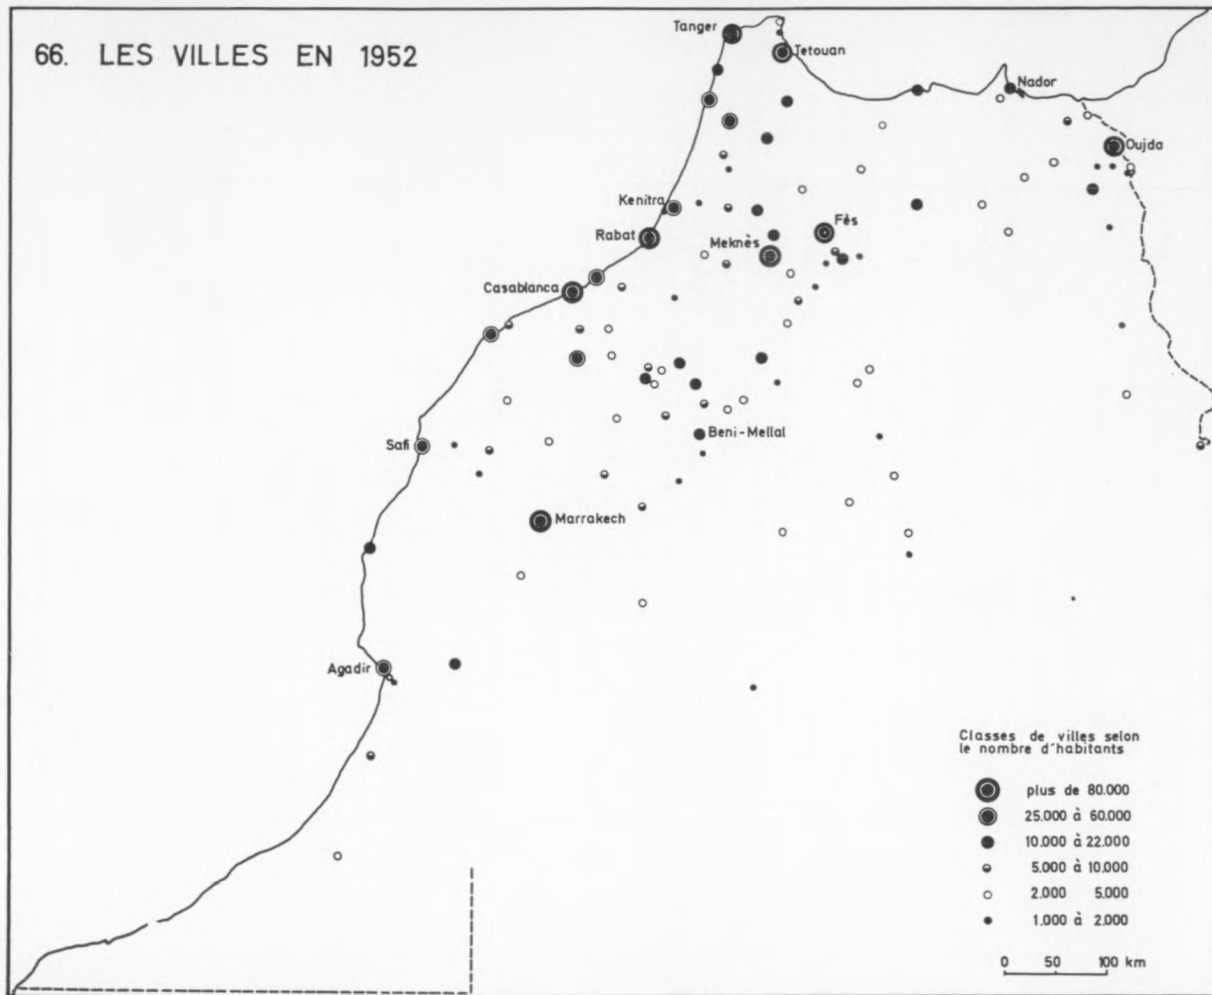 66. LES VILLES EN 1952
Tanger
Tetouan
Nador
Oujda
Kenitra
Rabat
Fès
Meknès
Casablanca
Safi
Beni-Mellal
Marrakech
Agadir
Classes de villes selon
le nombre d'habitants
plus de 80.000
25.000 à 60.000
10.000 à 22.000
5.000 à 10.000
2.000 5.000
1.000 à 2.000
0 50 100 km